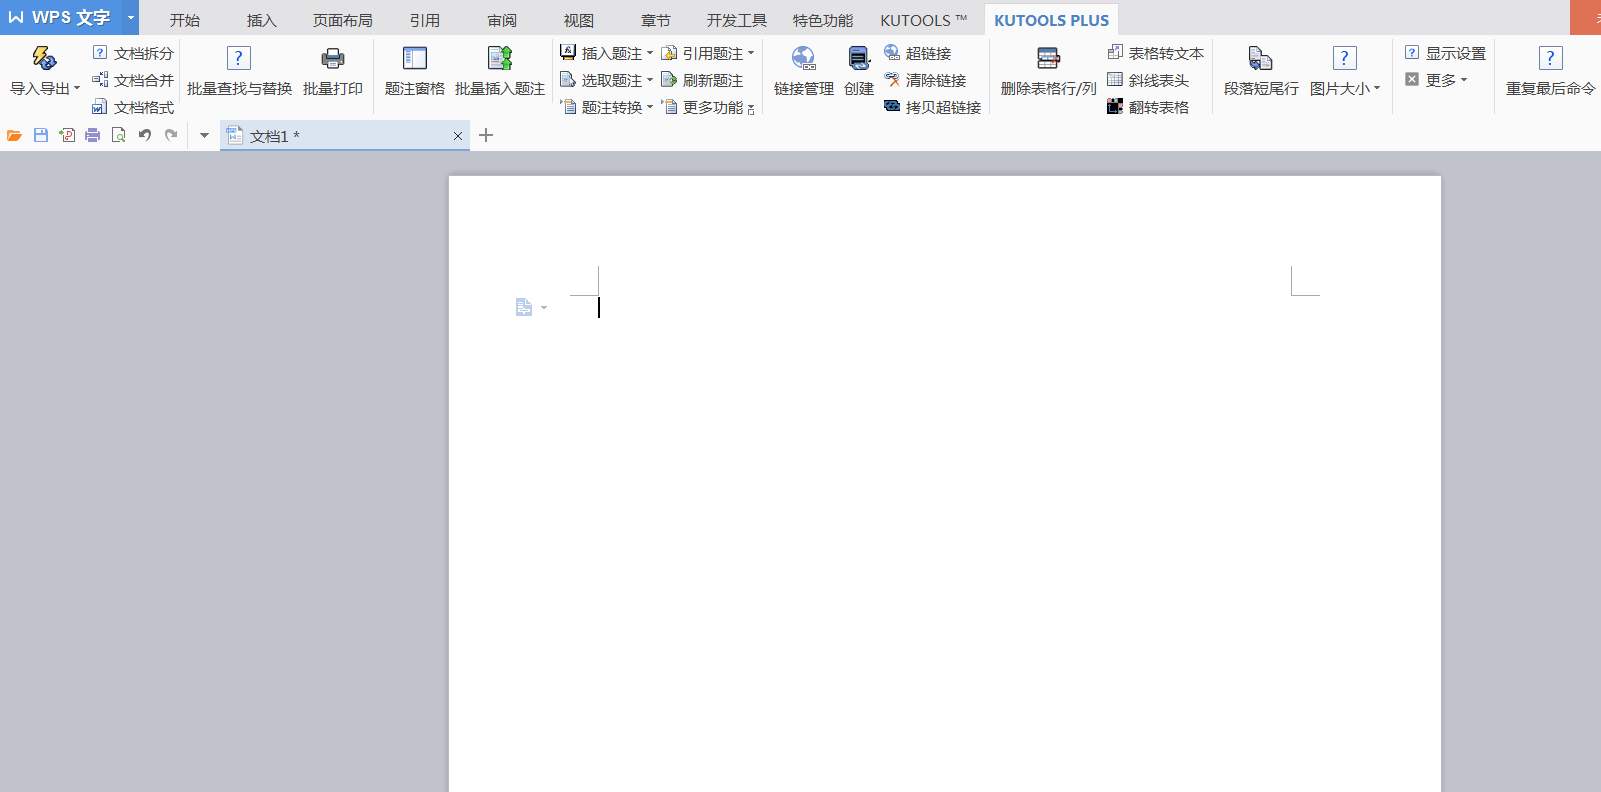 WPS 文字
开始 插入 页面布局 引用 审阅 视图 章节 开发工具 特色功能 KUTOOLS ™ KUTOOLS PLUS
导入导出
文档拆分
文档合并
文档格式
批量查找与替换
批量打印
题注窗格
批量插入题注
插入题注
选取题注
题注转换
引用题注
刷新题注
更多功能
链接管理
创建
超链接
清除链接
拷贝超链接
删除表格行/列
表格转文本
斜线表头
翻转表格
段落短尾行
图片大小
显示设置
更多
重复最后命令
文档1 *